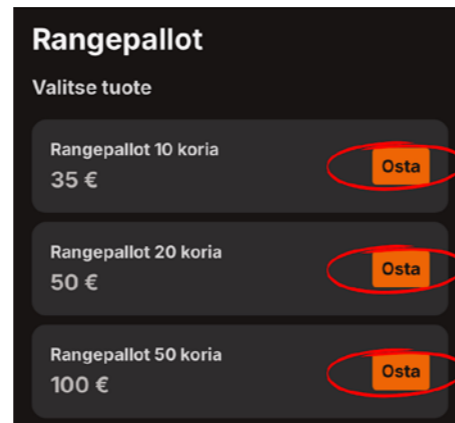 Rangepallot
Valitse tuote
Rangepallot 10 koria
35 €
Osta
Rangepallot 20 koria
50 €
Osta
Rangepallot 50 koria
100 €
Osta